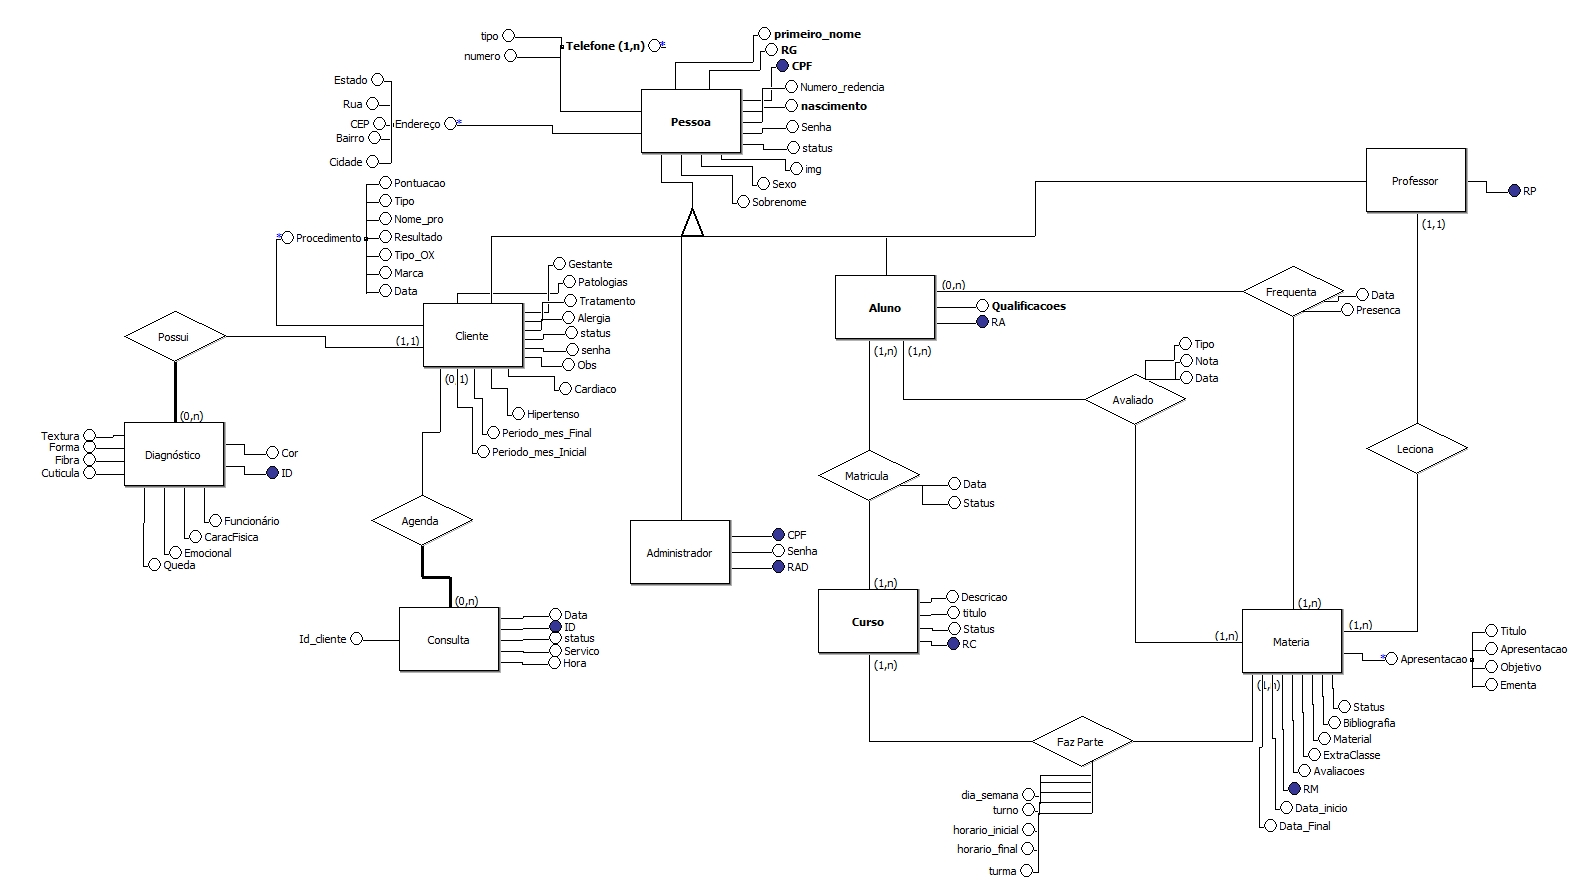 tipo
numero
Telefone (1,n)
*
primeiro_nome
RG
CPF
Numero_redencia
nascimento
Senha
status
img
Sexo
Sobrenome
Pessoa
Estado
Rua
CEP
Bairro
Cidade
Endereço
*
Pontuacao
Tipo
Nome_pro
Resultado
Tipo_OX
Marca
Data
*
Procedimento
Professor
RP
(1,1)
Gestante
Patologias
Tratamento
Alergia
status
senha
Obs
Cardiaco
Hipertenso
Periodo_mes_Final
Periodo_mes_Inicial
Cliente
(1,1)
(0,1)
Possui
(0,n)
Textura
Forma
Fibra
Cuticula
Diagnóstico
Cor
ID
Funcionário
CaracFisica
Emocional
Queda
Agenda
(0,n)
Id_cliente
Consulta
Data
ID
status
Servico
Hora
Administrador
CPF
Senha
RAD
Aluno
(0,n)
Qualificacoes
RA
(1,n)
(1,n)
Frequenta
Data
Presenca
Tipo
Nota
Data
Avaliado
Leciona
Matricula
Data
Status
(1,n)
Curso
Descricao
titulo
Status
RC
(1,n)
(1,n)
(1,n)
(1,n)
Materia
(1,n)
*
Apresentacao
Titulo
Apresentacao
Objetivo
Ementa
Status
Bibliografia
Material
ExtraClasse
Avaliacoes
RM
Data_inicio
Data_Final
Faz Parte
dia_semana
turno
horario_inicial
horario_final
turma